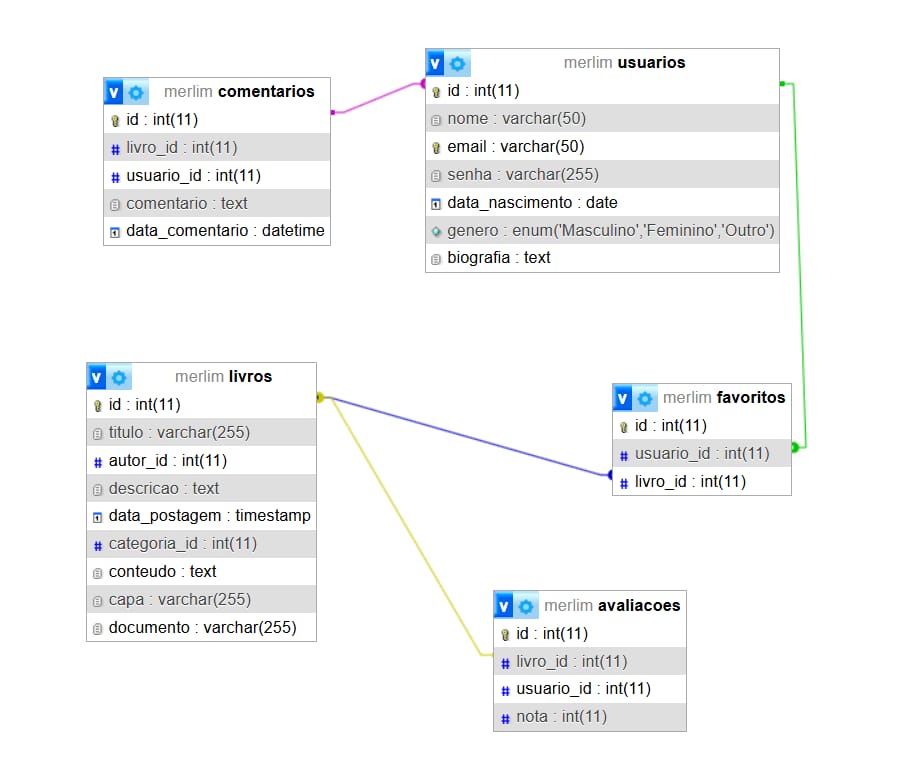 v merlim comentarios
id : int(11)
livro_id : int(11)
usuario_id : int(11)
comentario : text
data_comentario : datetime
v merlim usuarios
id : int(11)
nome : varchar(50)
email : varchar(50)
senha : varchar(255)
data_nascimento : date
genero : enum('Masculino','Feminino','Outro')
biografia : text
v merlim livros
id : int(11)
titulo : varchar(255)
# autor_id : int(11)
descricao : text
data_postagem : timestamp
# categoria_id : int(11)
conteudo : text
capa : varchar(255)
documento : varchar(255)
v merlim favoritos
id : int(11)
# usuario_id : int(11)
# livro_id : int(11)
v merlim avaliacoes
id : int(11)
# livro_id : int(11)
# usuario_id : int(11)
# nota : int(11)